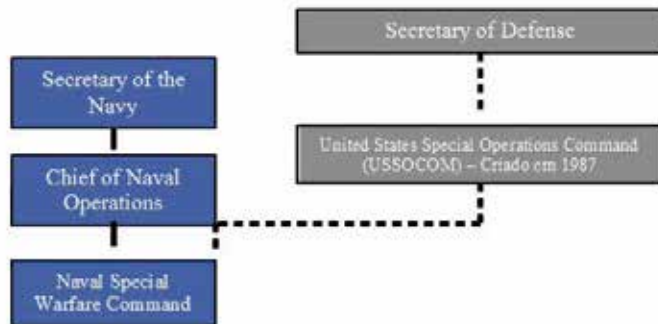 Secretary of Defense
Secretary of the
Navy
United States Special Operations Command
(USSOCOM) – Criado em 1987
Chief of Naval
Operations
Naval Special
Warfare Command